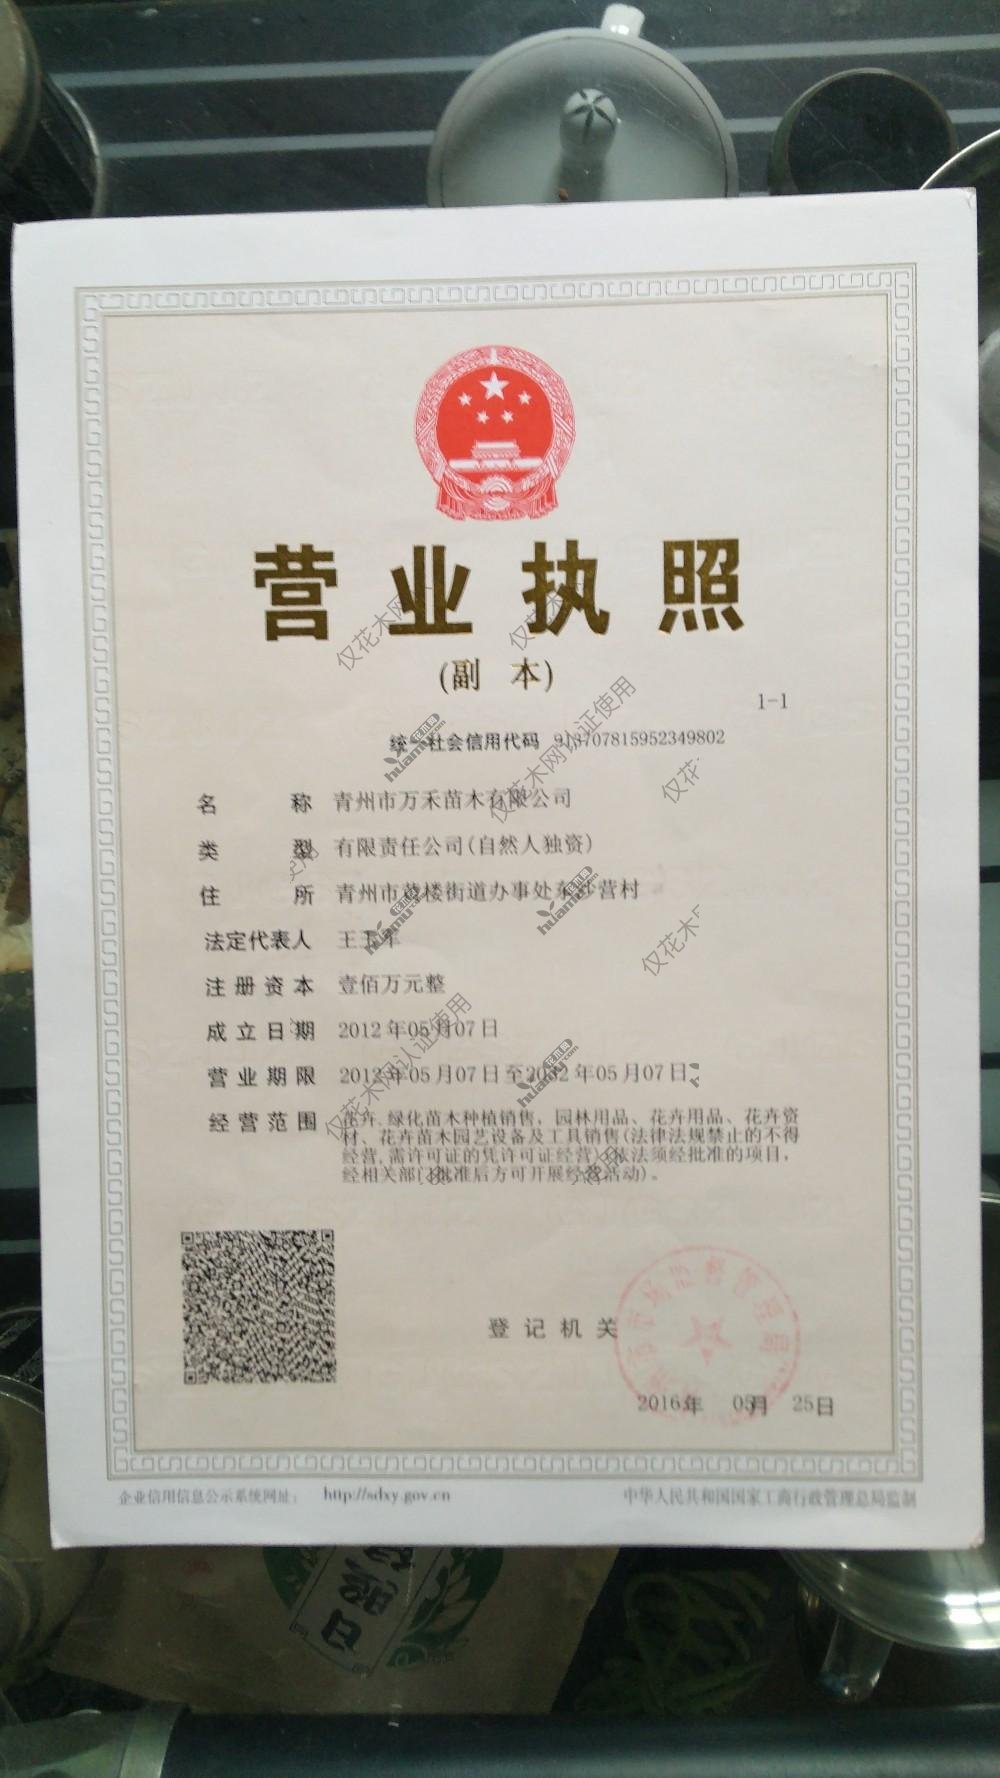 营业执照
(副 本)
1-1
统一社会信用代码 913707815952349802
名 称 青州市万禾苗木有限公司
类 型 有限责任公司(自然人独资)
住 所 青州市黄楼街道办事处东 营村
法定代表人 王玉
注册资本 壹佰万元整
成立日期 2012年05月07日
营业期限 2012年05月07日至2032年05月07日
经营范围 花卉、绿化苗木种植销售，园林用品、花卉用品、花卉资
材、花卉苗木园艺设备及工具销售(法律法规禁止的不得
经营,需许可证的凭许可证经营)(依法须经批准的项目，
经相关部门批准后方可开展经营活动)。
登记机关
2016年 05月 25日
企业信用信息公示系统网址： http://sdxy.gov.cn
中华人民共和国国家工商行政管理总局监制
仅花木网认证使用
花木网
huamu.com